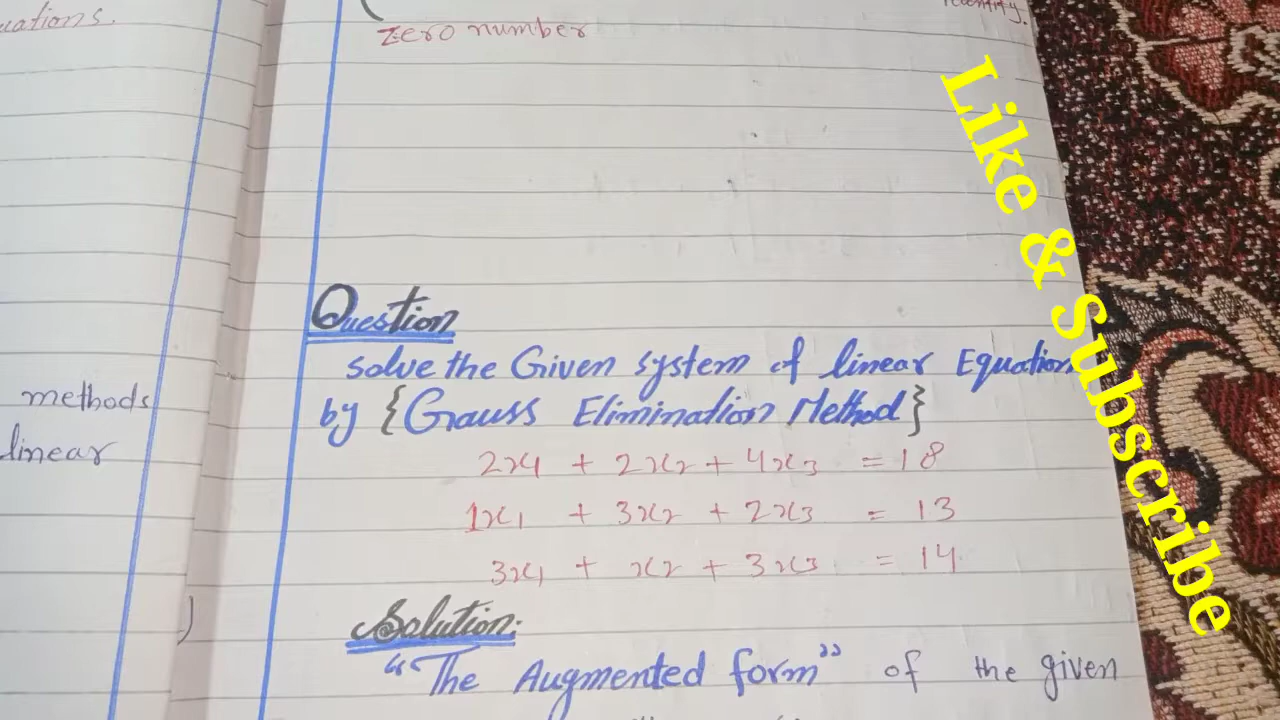 uations.
methods
linear
zero number
Question
solve the Given system of linear Equation
by {Gauss Elimination Method}
2x1 + 2x2 + 4x3 = 18
1x1 + 3x2 + 2x3 = 13
3x1 + x2 + 3x3 = 14
Solution:
"The Augmented form" of the given
Like & Subscribe